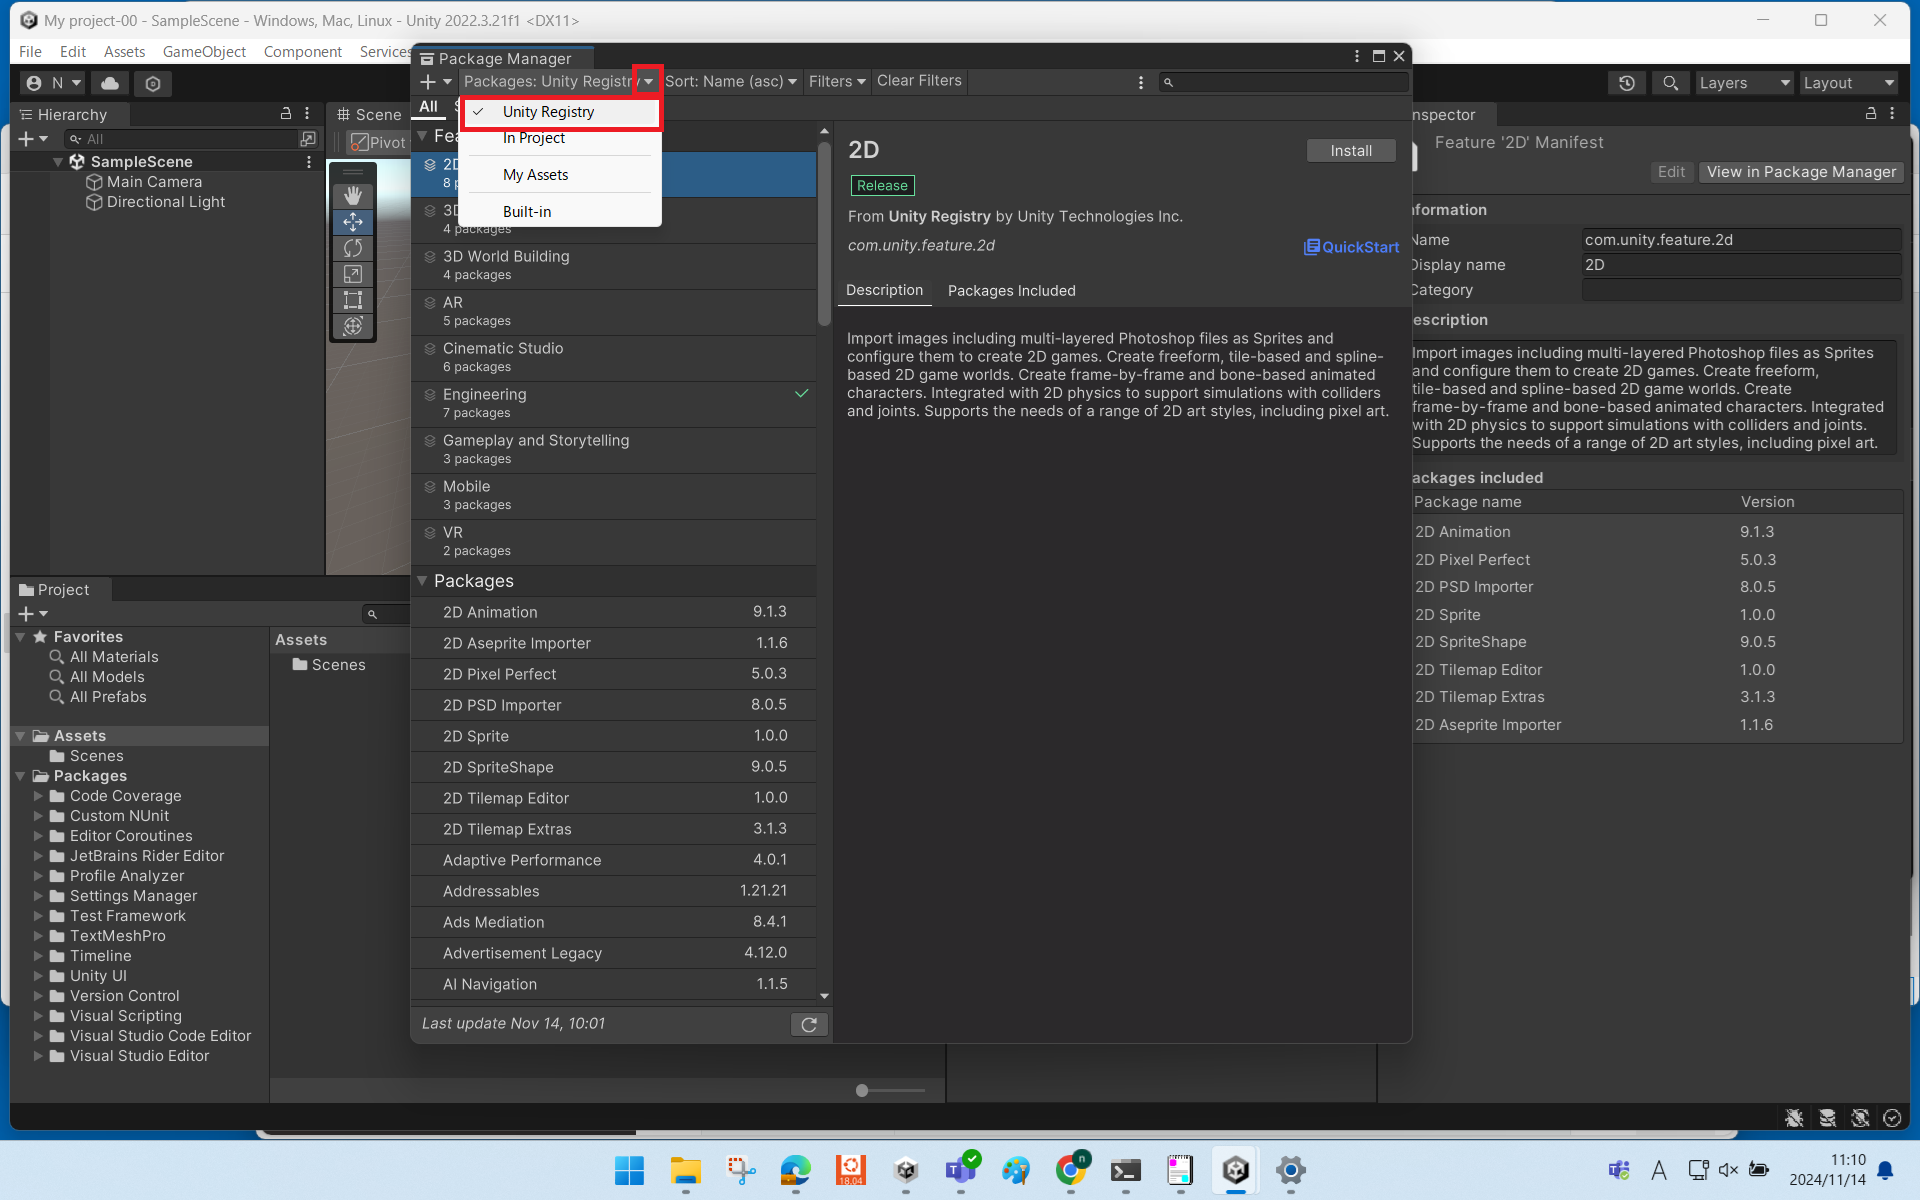 My project-00 - SampleScene - Windows, Mac, Linux - Unity 2022.3.21f1 <DX11>
File Edit Assets GameObject Component Services
N
Layers
Layout
Hierarchy
All
SampleScene
Main Camera
Directional Light
Scene
Pivot
Package Manager
Packages: Unity Registry
Sort: Name (asc)
Filters
Clear Filters
Unity Registry
In Project
My Assets
Built-in
All
2D
3D
4 packages
3D World Building
4 packages
AR
5 packages
Cinematic Studio
6 packages
Engineering
7 packages
Gameplay and Storytelling
3 packages
Mobile
3 packages
VR
2 packages
Packages
2D Animation 9.1.3
2D Aseprite Importer 1.1.6
2D Pixel Perfect 5.0.3
2D PSD Importer 8.0.5
2D Sprite 1.0.0
2D SpriteShape 9.0.5
2D Tilemap Editor 1.0.0
2D Tilemap Extras 3.1.3
Adaptive Performance 4.0.1
Addressables 1.21.21
Ads Mediation 8.4.1
Advertisement Legacy 4.12.0
AI Navigation 1.1.5
Last update Nov 14, 10:01
2D
Install
Release
From Unity Registry by Unity Technologies Inc.
com.unity.feature.2d
QuickStart
Description Packages Included
Import images including multi-layered Photoshop files as Sprites and
configure them to create 2D games. Create freeform, tile-based and spline-
based 2D game worlds. Create frame-by-frame and bone-based animated
characters. Integrated with 2D physics to support simulations with colliders
and joints. Supports the needs of a range of 2D art styles, including pixel art.
nspector
Feature '2D' Manifest
Edit
View in Package Manager
nformation
Name com.unity.feature.2d
Display name 2D
Category
escription
Import images including multi-layered Photoshop files as Sprites
and configure them to create 2D games. Create freeform,
tile-based and spline-based 2D game worlds. Create
frame-by-frame and bone-based animated characters. Integrated
with 2D physics to support simulations with colliders and joints.
Supports the needs of a range of 2D art styles, including pixel art.
ackages included
Package name Version
2D Animation 9.1.3
2D Pixel Perfect 5.0.3
2D PSD Importer 8.0.5
2D Sprite 1.0.0
2D SpriteShape 9.0.5
2D Tilemap Editor 1.0.0
2D Tilemap Extras 3.1.3
2D Aseprite Importer 1.1.6
Project
Favorites
All Materials
All Models
All Prefabs
Assets
Scenes
Packages
Code Coverage
Custom NUnit
Editor Coroutines
JetBrains Rider Editor
Profile Analyzer
Settings Manager
Test Framework
TextMeshPro
Timeline
Unity UI
Version Control
Visual Scripting
Visual Studio Code Editor
Visual Studio Editor
Assets
Scenes
18.04
n
A
11:10
2024/11/14